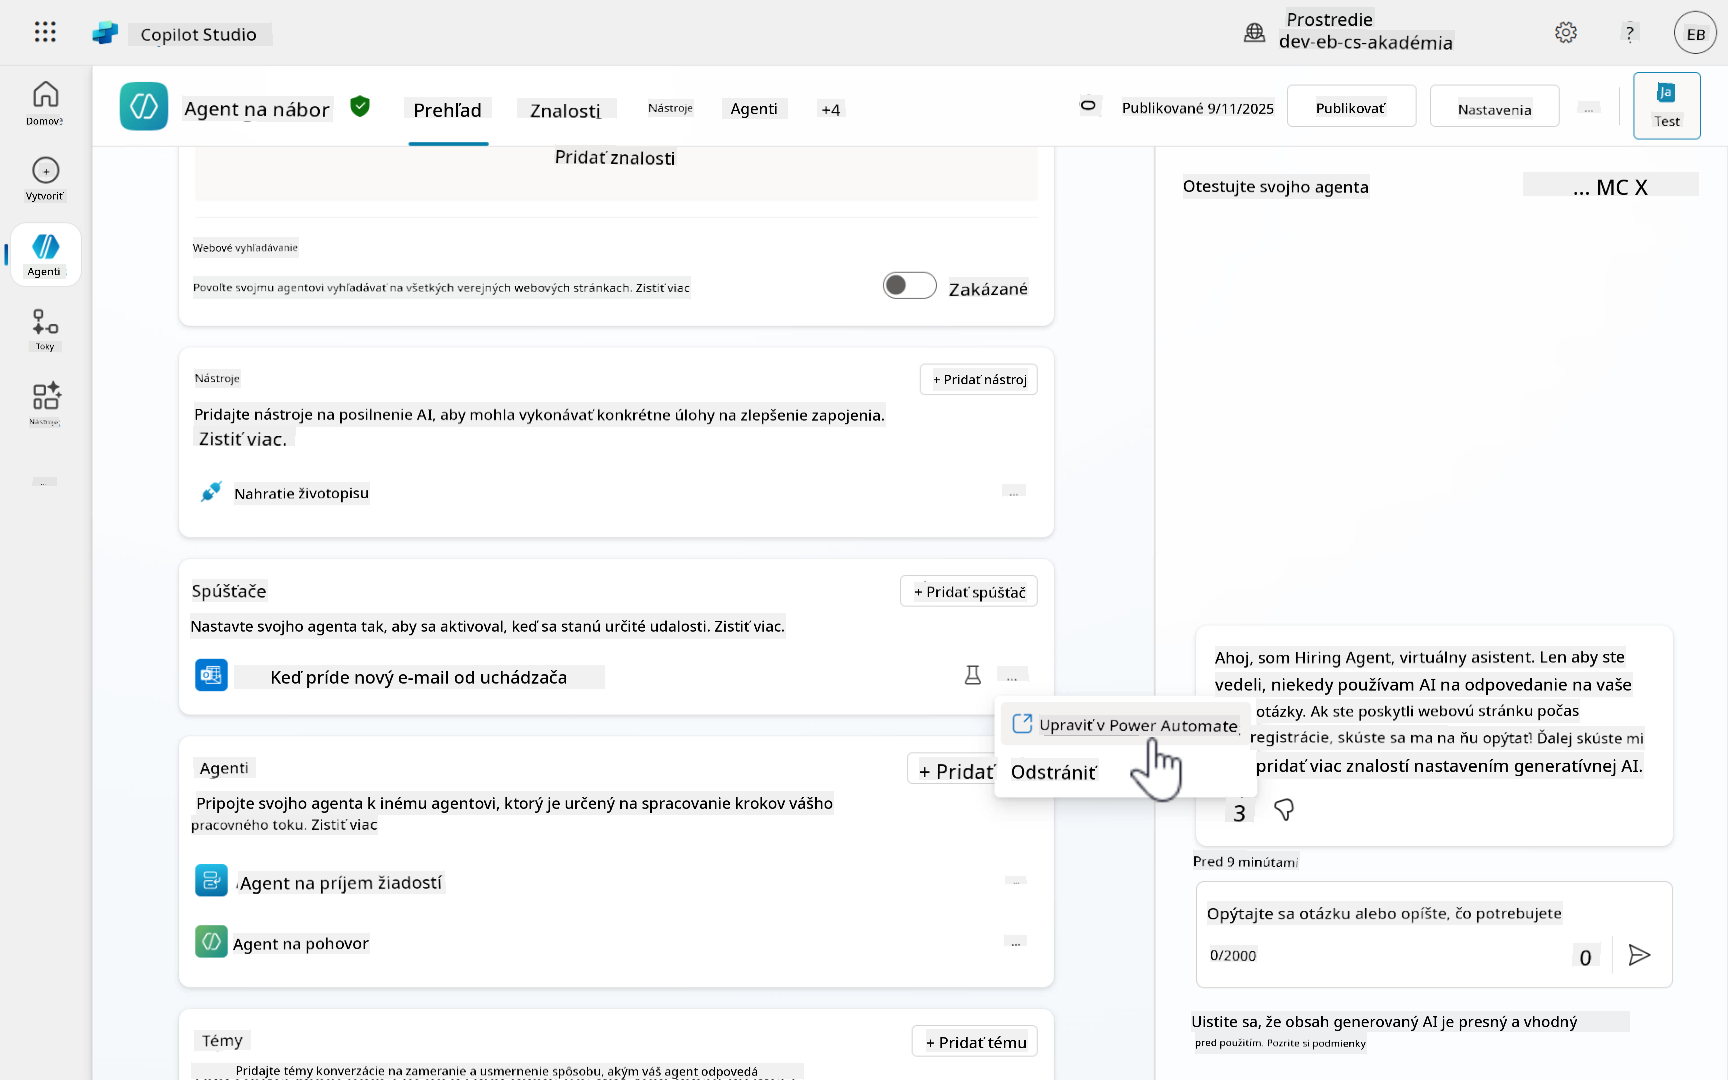 Copilot Studio
Prostredie
dev-eb-cs-akadémia
?
EB
Domov
Vytvoriť
Agenti
Toky
Nástroje
...
Agent na nábor
Prehľad
Znalosti
Nástroje
Agenti
+4
Publikované 9/11/2025
Publikovať
Nastavenia
...
Ja
Test
Pridať znalosti
Webové vyhľadávanie
Povoľte svojmu agentovi vyhľadávať na všetkých verejných webových stránkach. Zistiť viac
Zakázané
Nástroje
+ Pridať nástroj
Pridajte nástroje na posilnenie AI, aby mohla vykonávať konkrétne úlohy na zlepšenie zapojenia.
Zistiť viac.
Nahratie životopisu
...
Spúšťače
+ Pridať spúšťač
Nastavte svojho agenta tak, aby sa aktivoval, keď sa stanú určité udalosti. Zistiť viac.
Keď príde nový e-mail od uchádzača
...
Upraviť v Power Automate
Odstrániť
Agenti
+ Pridať
Pripojte svojho agenta k inému agentovi, ktorý je určený na spracovanie krokov vášho
pracovného toku. Zistiť viac
Agent na príjem žiadostí
...
Agent na pohovor
...
Témy
+ Pridať tému
Pridajte témy konverzácie na zameranie a usmernenie spôsobu, akým váš agent odpovedá
Otestujte svojho agenta
... MC X
Ahoj, som Hiring Agent, virtuálny asistent. Len aby ste
vedeli, niekedy používam AI na odpovedanie na vaše
otázky. Ak ste poskytli webovú stránku počas
registrácie, skúste sa ma na ňu opýtať! Ďalej skúste mi
pridať viac znalostí nastavením generatívnej AI.
3
Pred 9 minútami
Opýtajte sa otázku alebo opíšte, čo potrebujete
0/2000
0
Uistite sa, že obsah generovaný AI je presný a vhodný
pred použitím. Pozrite si podmienky